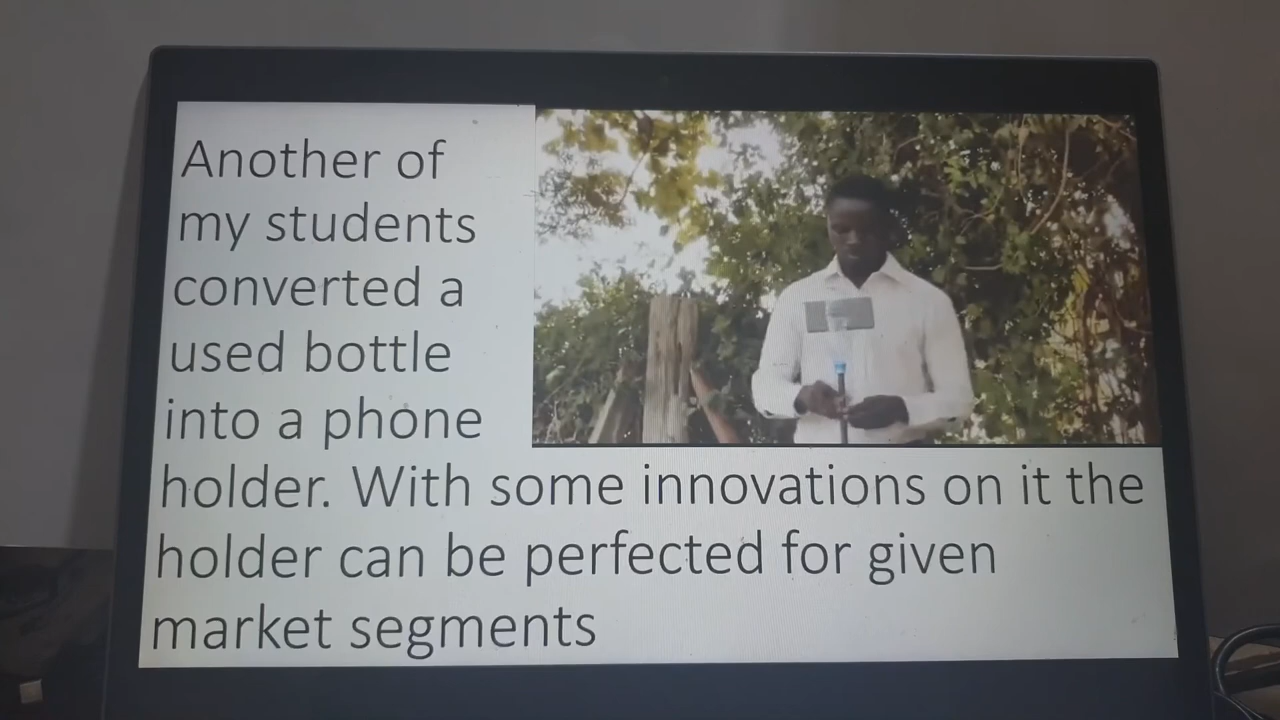 Another of
my students
converted a
used bottle
into a phone
holder. With some innovations on it the
holder can be perfected for given
market segments